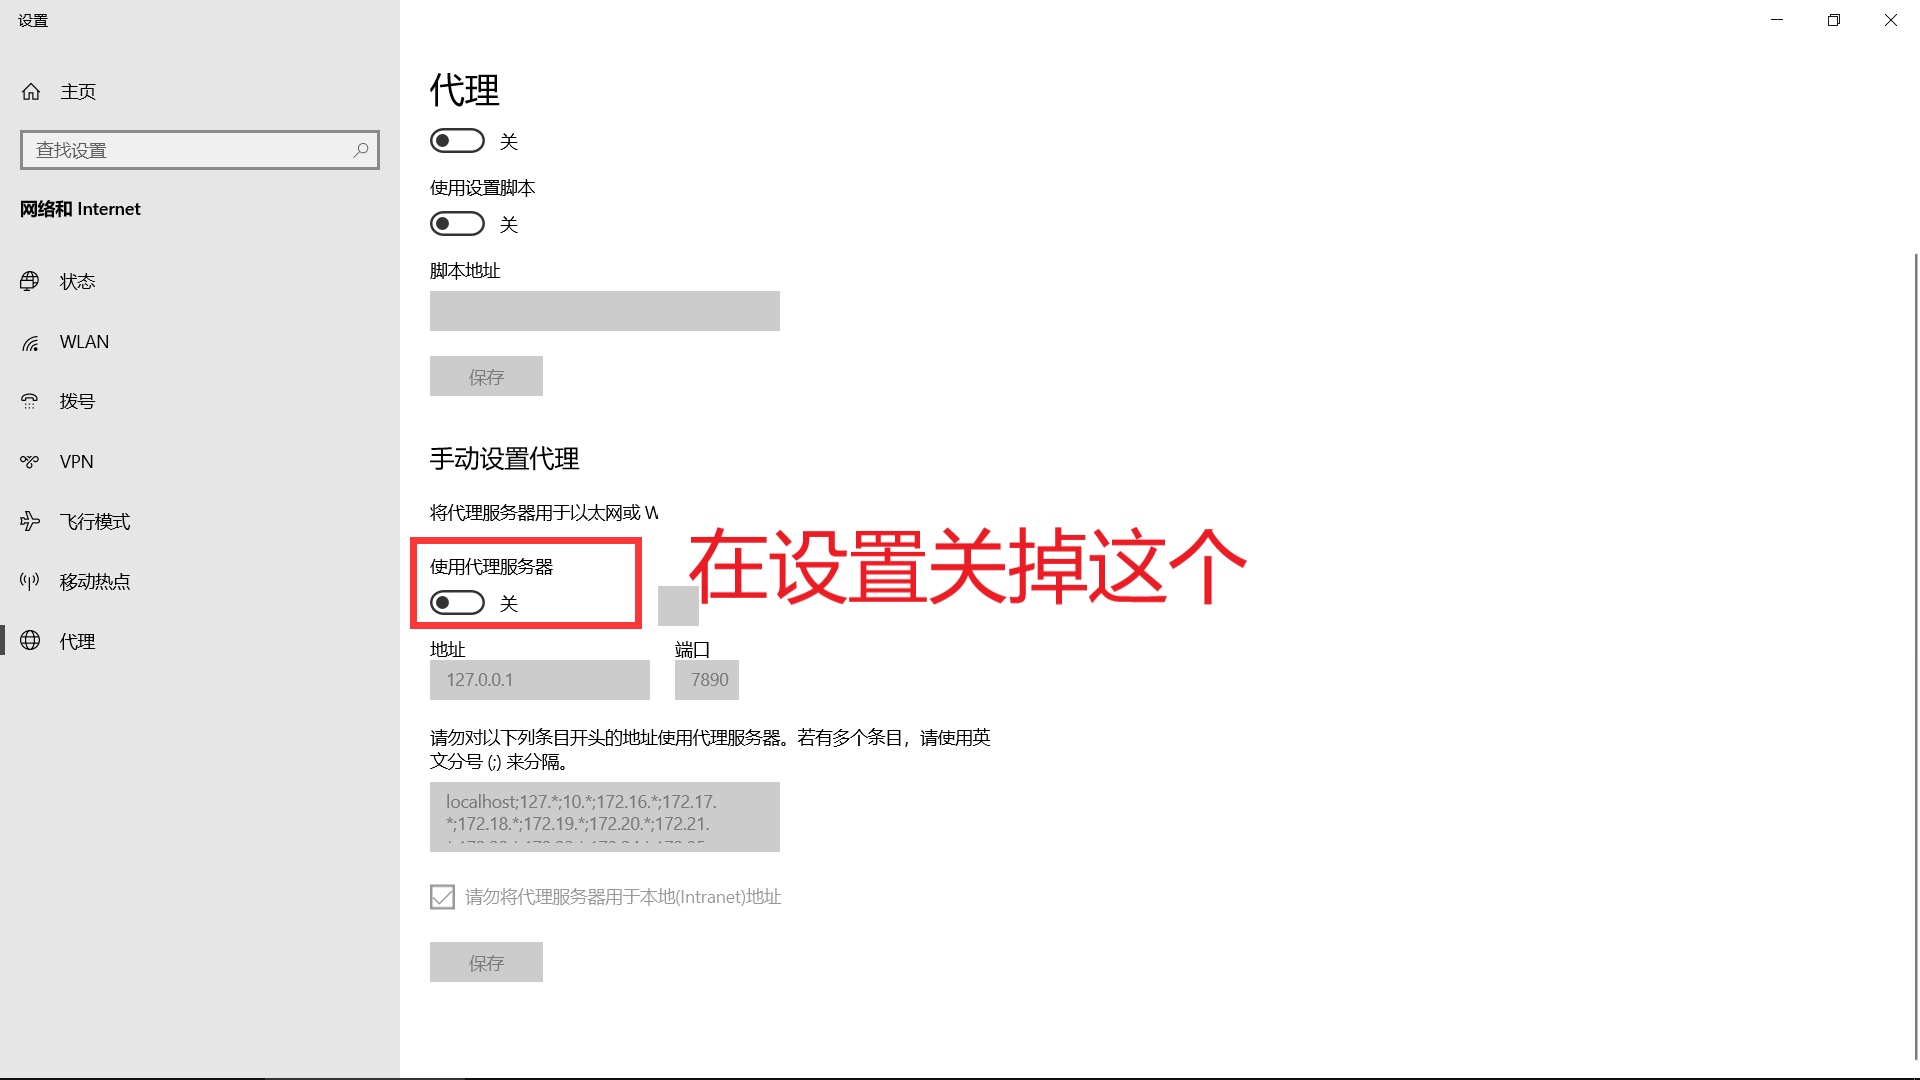 设置
主页
查找设置
网络和 Internet
状态
WLAN
拨号
VPN
飞行模式
移动热点
代理
代理
关
使用设置脚本
关
脚本地址
保存
手动设置代理
将代理服务器用于以太网或 W
使用代理服务器
关
在设置关掉这个
地址
端口
127.0.0.1
7890
请勿对以下列条目开头的地址使用代理服务器。若有多个条目，请使用英
文分号 (;) 来分隔。
localhost;127.*;10.*;172.16.*;172.17.
*;172.18.*;172.19.*;172.20.*;172.21.
请勿将代理服务器用于本地(Intranet)地址
保存